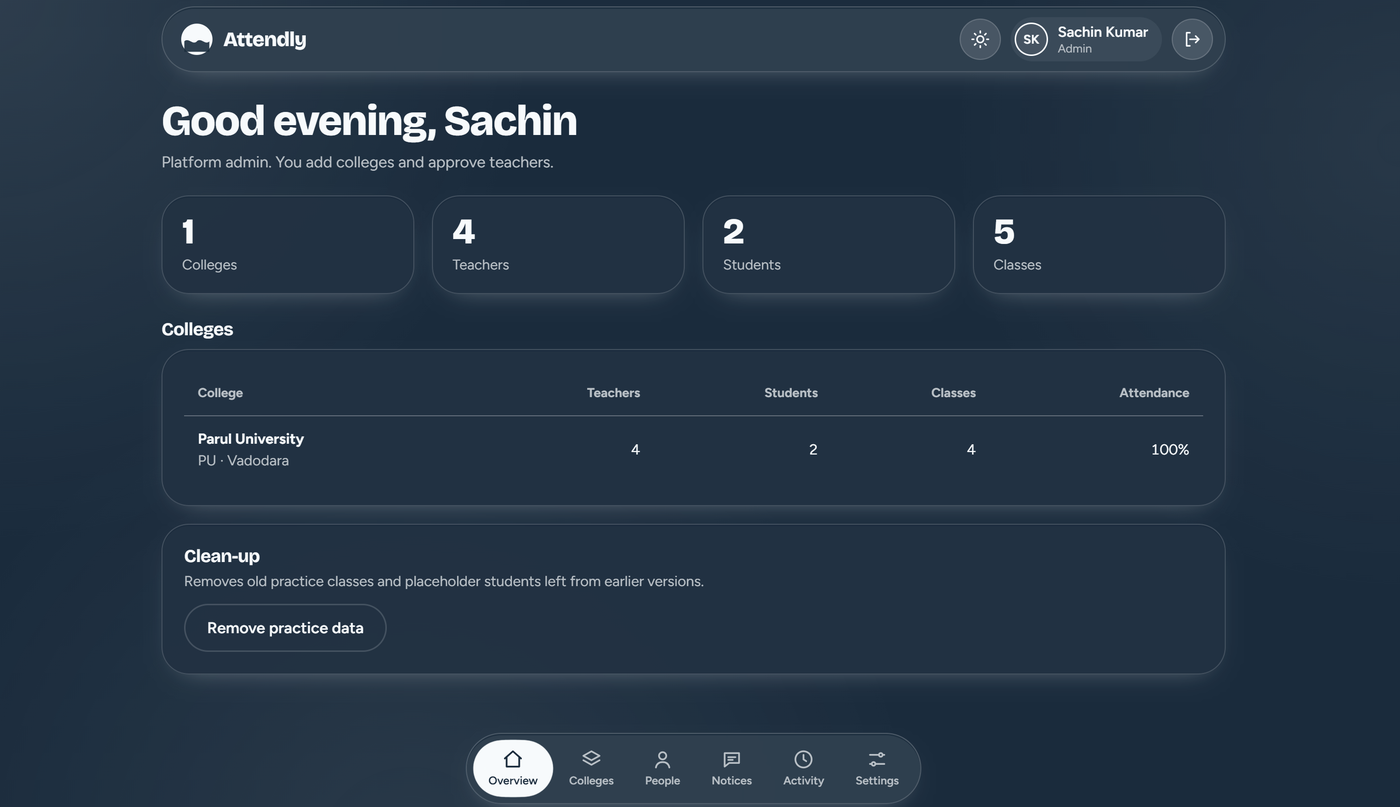 Attendly
SK
Sachin Kumar
Admin
Good evening, Sachin
Platform admin. You add colleges and approve teachers.
1
Colleges
4
Teachers
2
Students
5
Classes
Colleges
College Teachers Students Classes Attendance
Parul University 4 2 4 100%
PU · Vadodara
Clean-up
Removes old practice classes and placeholder students left from earlier versions.
Remove practice data
Overview Colleges People Notices Activity Settings